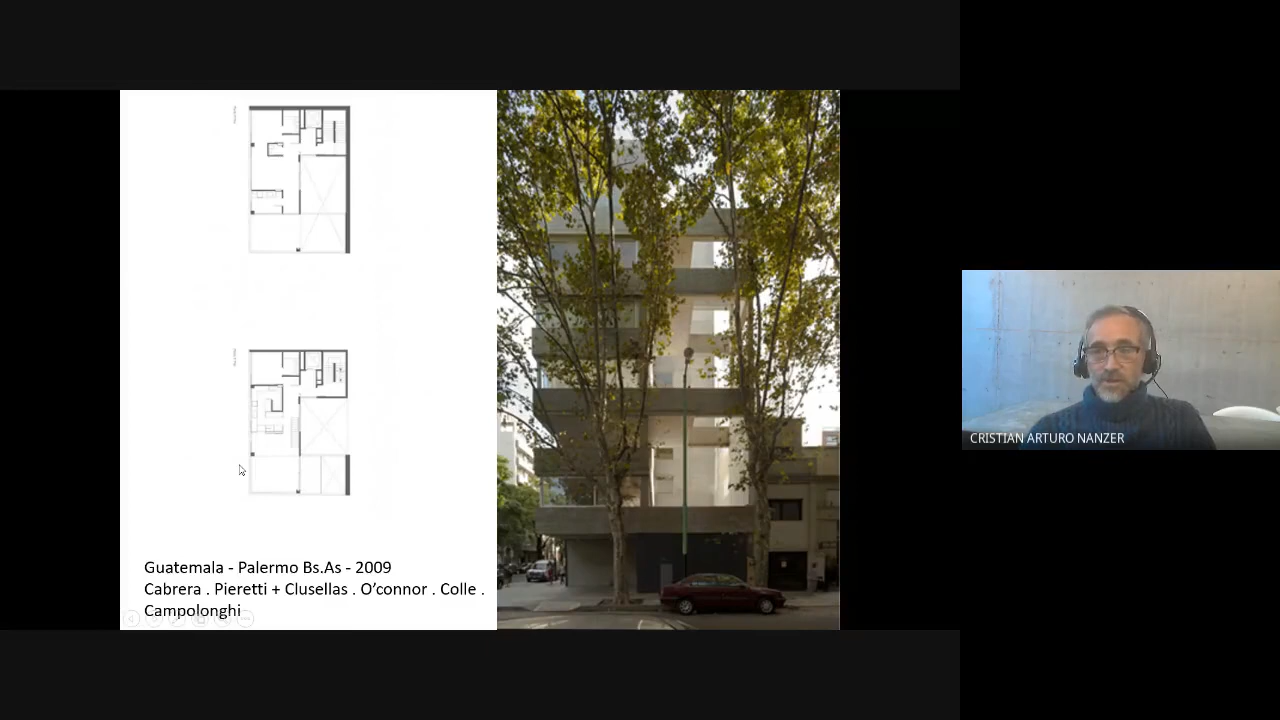 Guatemala - Palermo Bs.As - 2009
Cabrera . Pieretti + Clusellas . O’connor . Colle .
Campolonghi
CRISTIAN ARTURO NANZER